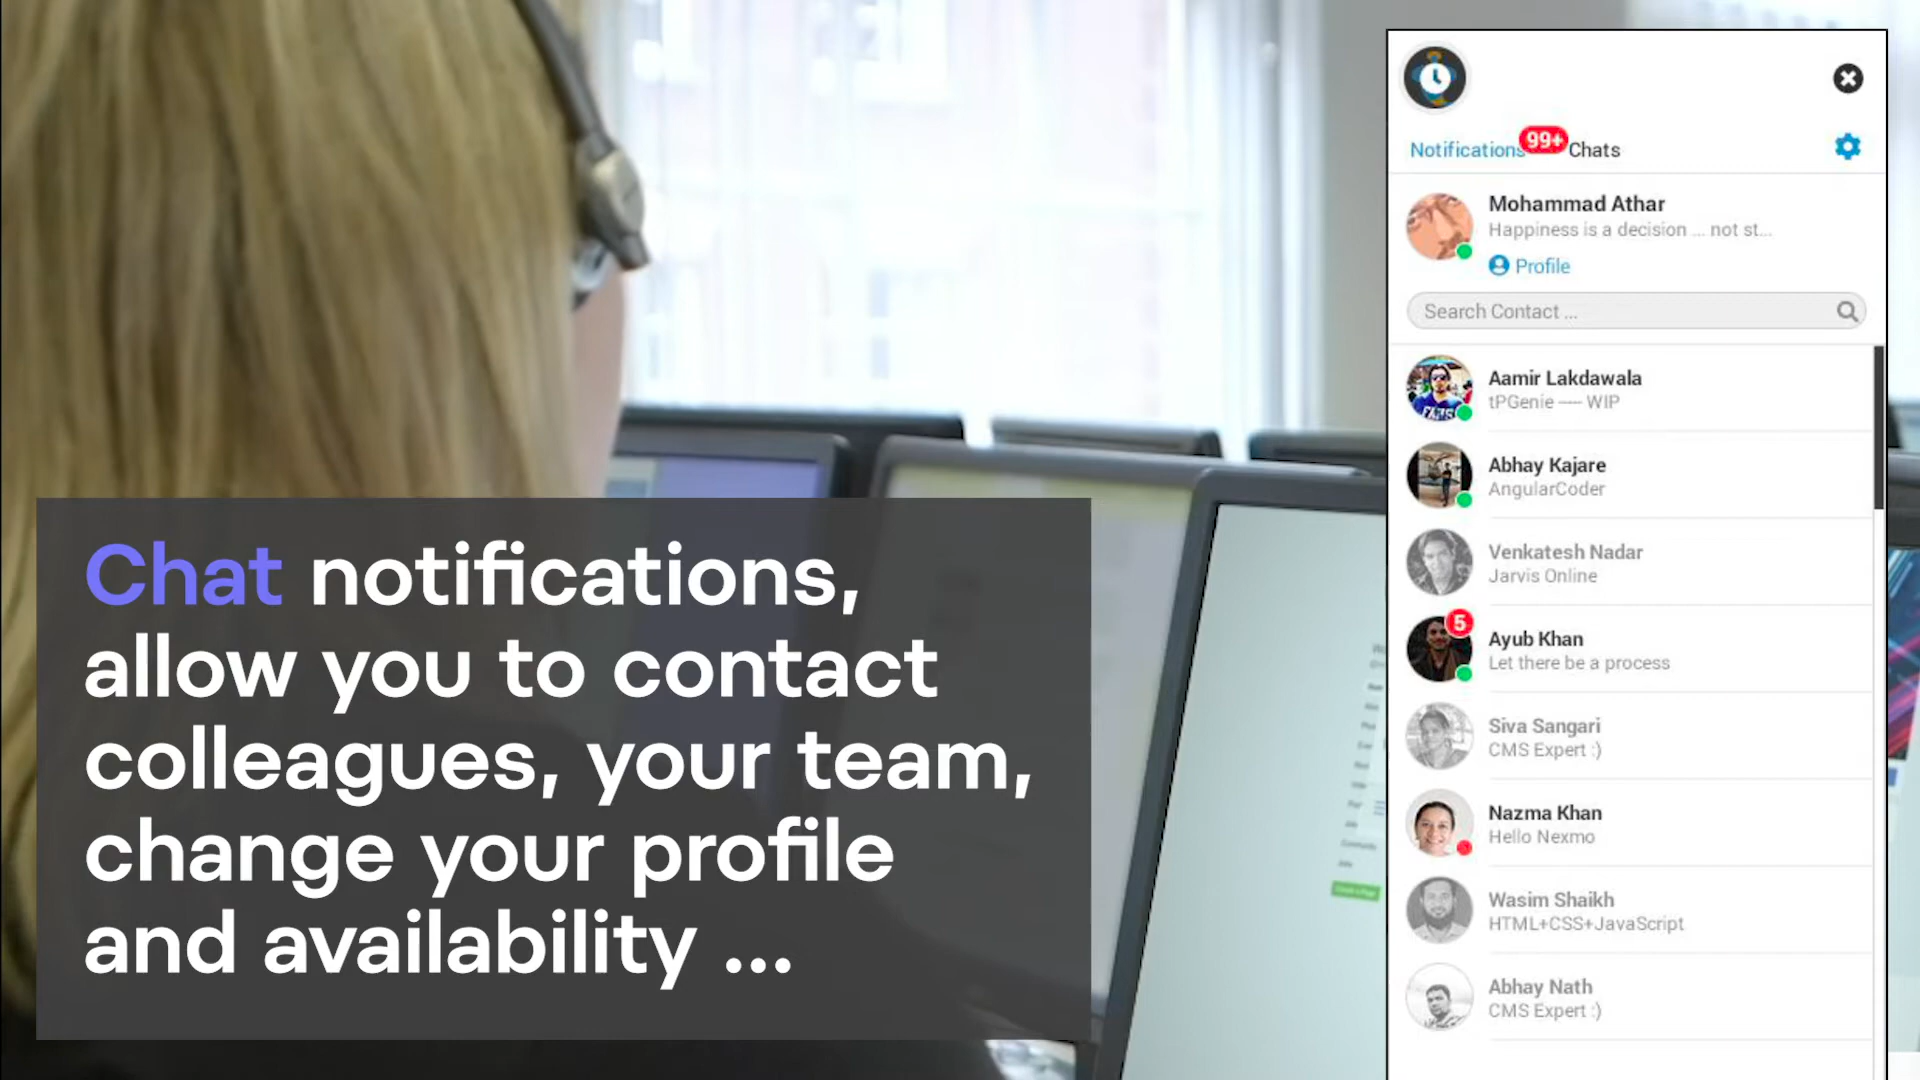 Chat notifications,
allow you to contact
colleagues, your team,
change your profile
and availability ...
Notifications 99+ Chats
Mohammad Athar
Happiness is a decision ... not st...
Profile
Search Contact ...
Aamir Lakdawala
tPGenie ---- WIP
Abhay Kajare
AngularCoder
Venkatesh Nadar
Jarvis Online
5
Ayub Khan
Let there be a process
Siva Sangari
CMS Expert :)
Nazma Khan
Hello Nexmo
Wasim Shaikh
HTML+CSS+JavaScript
Abhay Nath
CMS Expert :)